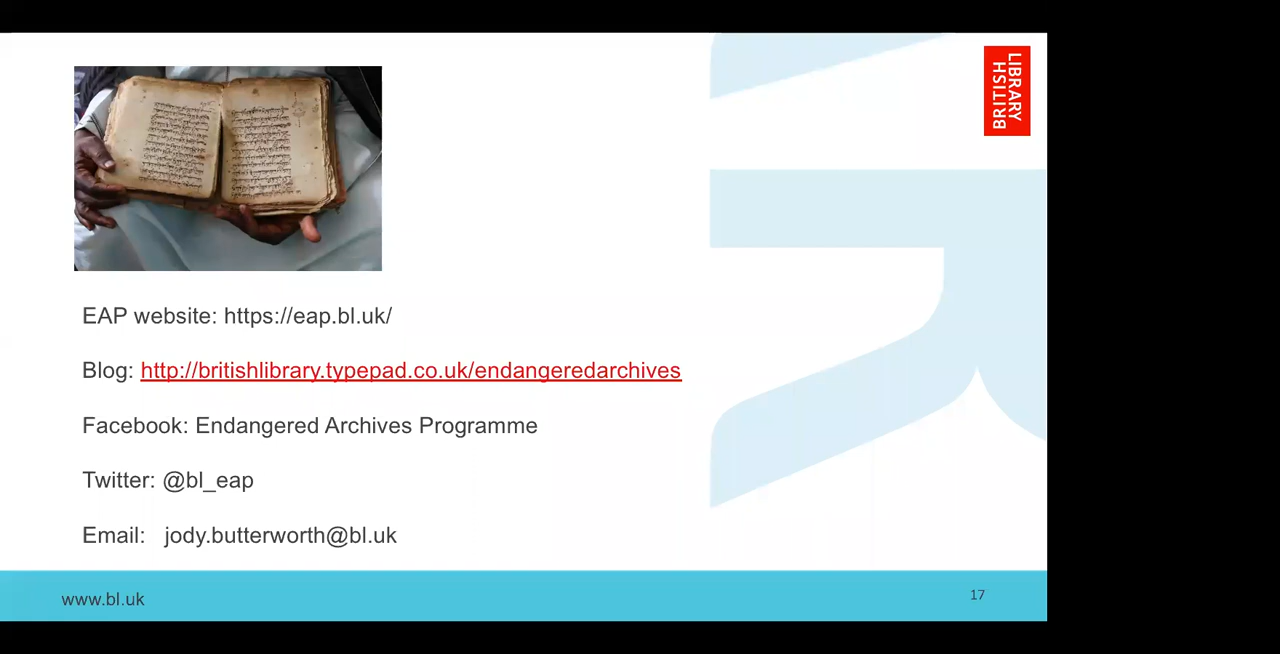 BRITISH
LIBRARY
EAP website: https://eap.bl.uk/
Blog: http://britishlibrary.typepad.co.uk/endangeredarchives
Facebook: Endangered Archives Programme
Twitter: @bl_eap
Email: jody.butterworth@bl.uk
www.bl.uk
17